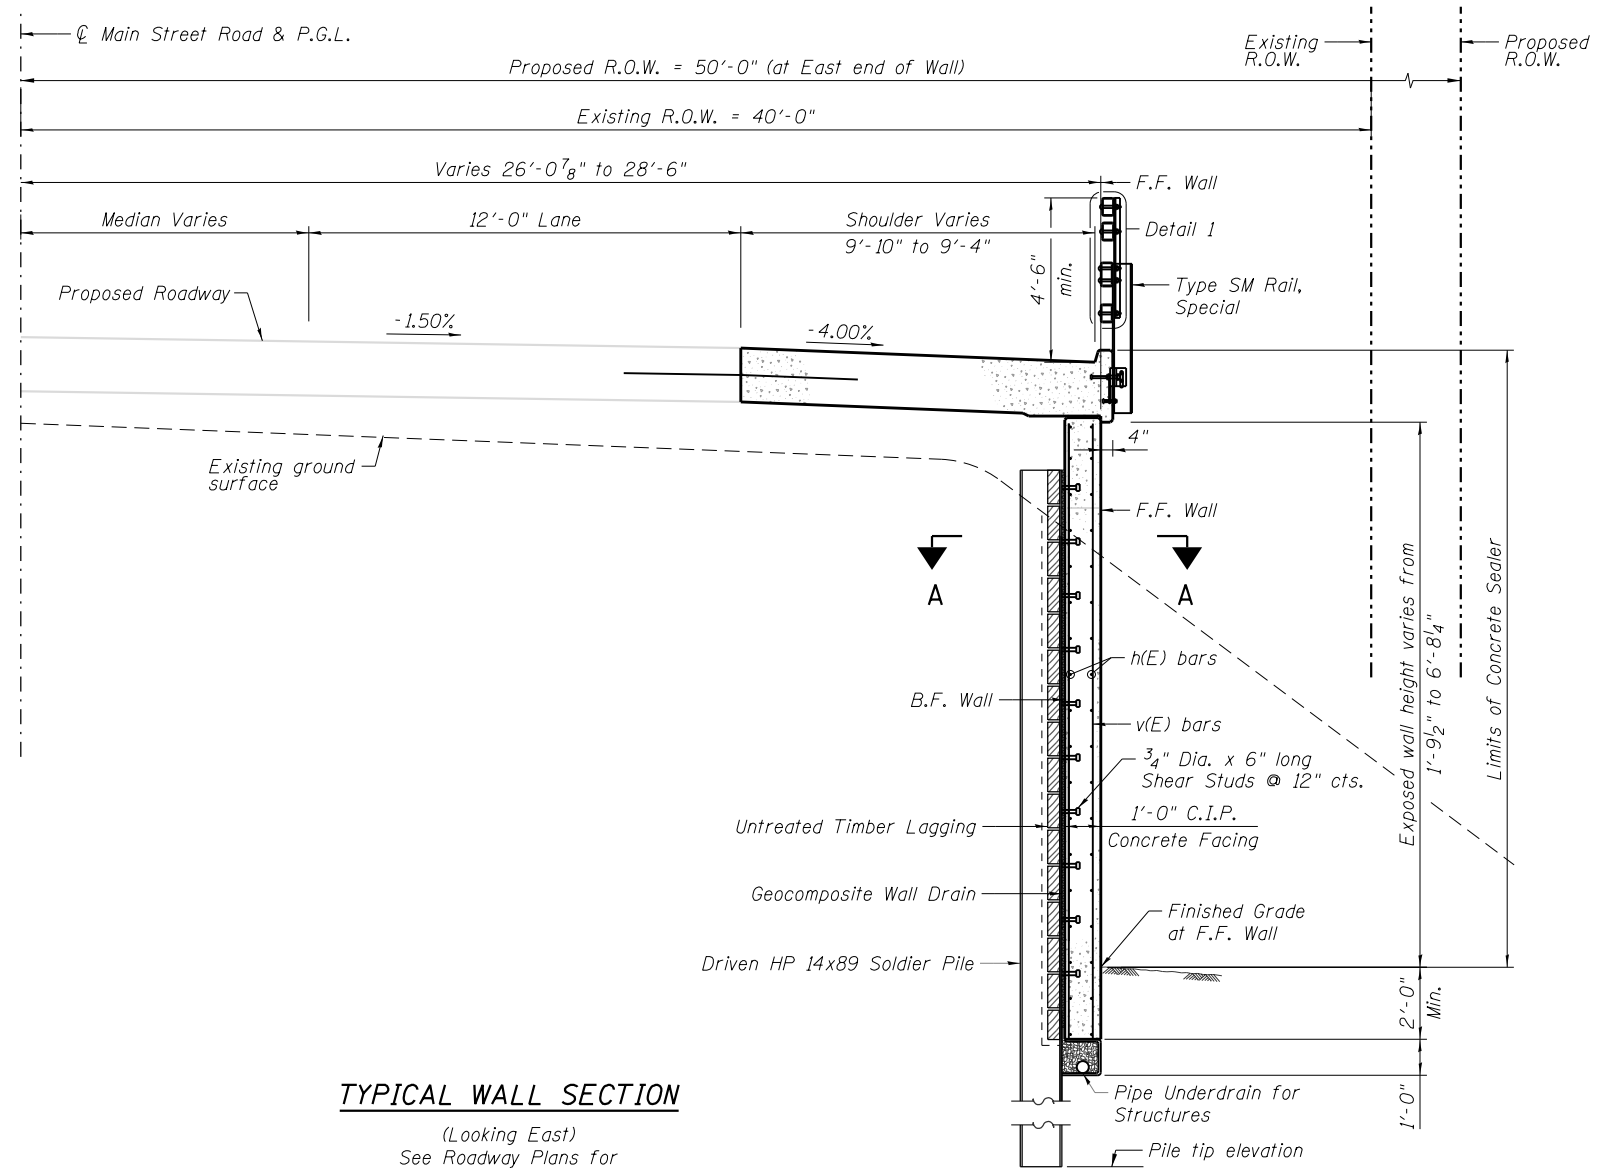 ℄ Main Street Road & P.G.L.
Existing
R.O.W.
Proposed
R.O.W.
Proposed R.O.W. = 50'-0" (at East end of Wall)
Existing R.O.W. = 40'-0"
Varies 26'-0 7/8" to 28'-6"
F.F. Wall
Median Varies
12'-0" Lane
Shoulder Varies
9'-10" to 9'-4"
Detail 1
4'-6"
min.
Type SM Rail,
Special
Proposed Roadway
-1.50%
-4.00%
4"
Existing ground
surface
F.F. Wall
A
A
h(E) bars
B.F. Wall
v(E) bars
3/4" Dia. x 6" long
Shear Studs @ 12" cts.
Exposed wall height varies from
1'-9 1/2" to 6'-8 1/4"
Limits of Concrete Sealer
Untreated Timber Lagging
1'-0" C.I.P.
Concrete Facing
Geocomposite Wall Drain
Finished Grade
at F.F. Wall
Driven HP 14x89 Soldier Pile
2'-0"
Min.
1'-0"
Pipe Underdrain for
Structures
Pile tip elevation
TYPICAL WALL SECTION
(Looking East)
See Roadway Plans for